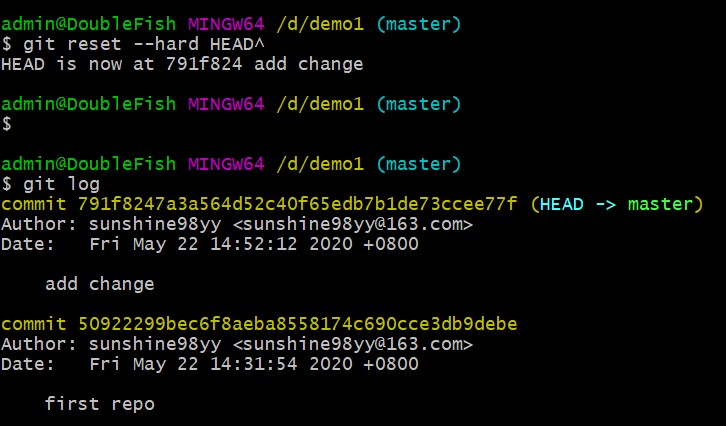 admin@DoubleFish MINGW64 /d/demo1 (master)
$ git reset --hard HEAD^
HEAD is now at 791f824 add change
admin@DoubleFish MINGW64 /d/demo1 (master)
$
admin@DoubleFish MINGW64 /d/demo1 (master)
$ git log
commit 791f8247a3a564d52c40f65edb7b1de73ccee77f (HEAD -> master)
Author: sunshine98yy <sunshine98yy@163.com>
Date:   Fri May 22 14:52:12 2020 +0800
add change
commit 50922299bec6f8aeba8558174c690cce3db9debe
Author: sunshine98yy <sunshine98yy@163.com>
Date:   Fri May 22 14:31:54 2020 +0800
first repo